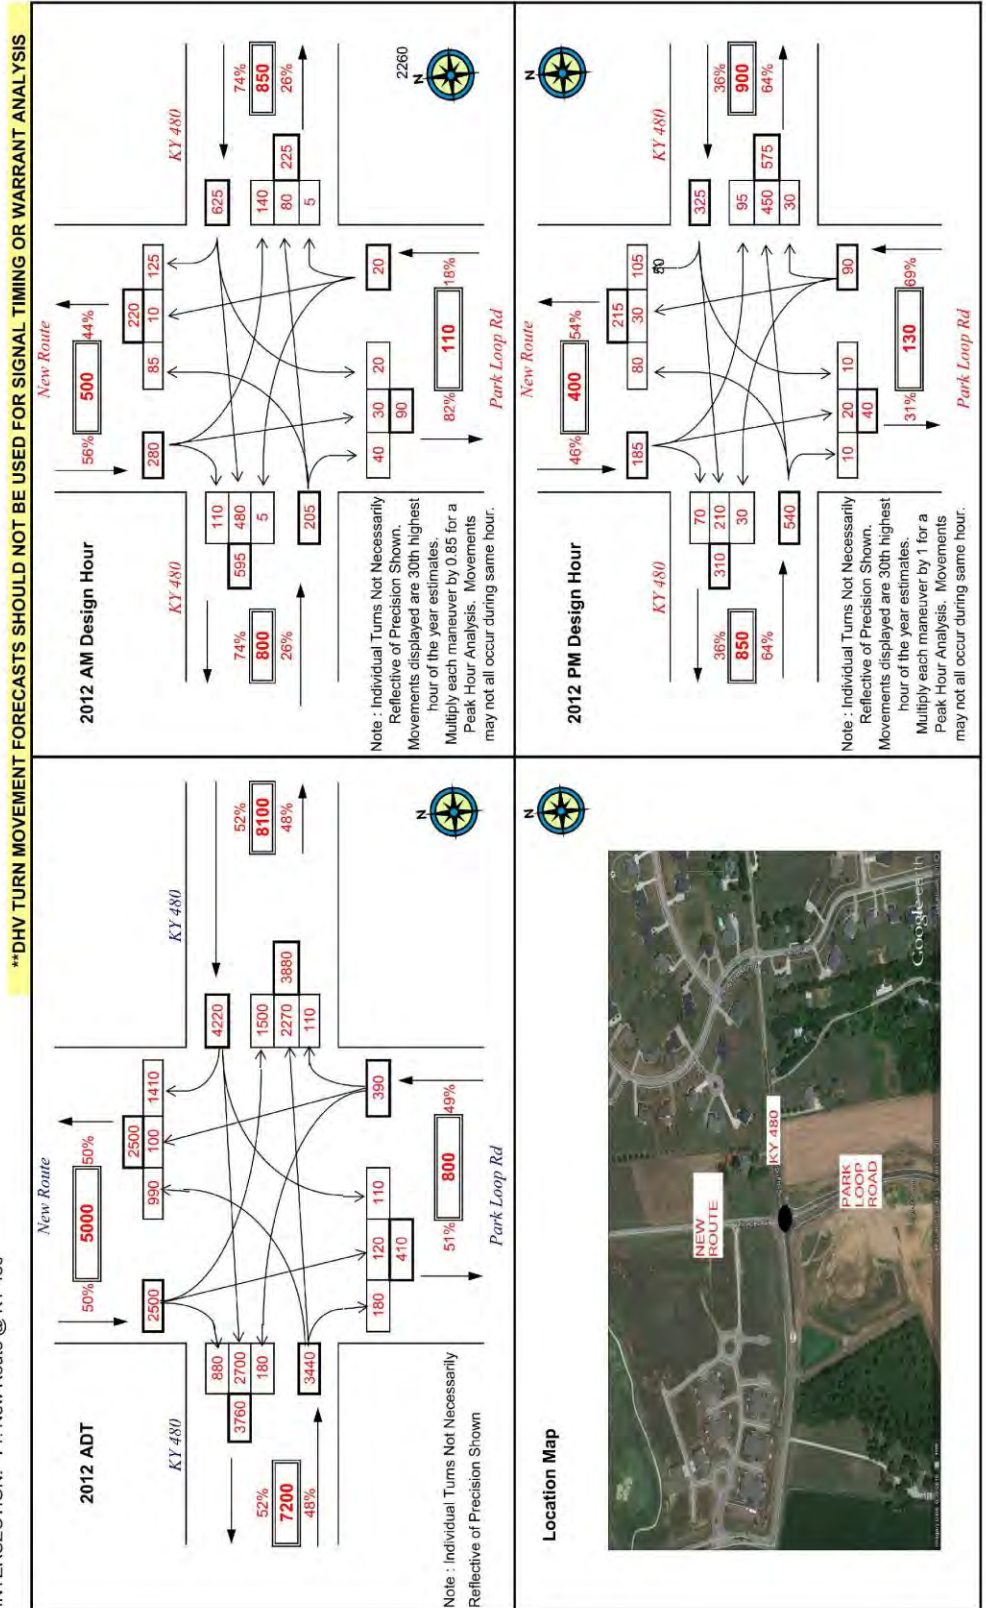 **DHV TURN MOVEMENT FORECASTS SHOULD NOT BE USED FOR SIGNAL TIMING OR WARRANT ANALYSIS
2012 ADT
New Route
50%
5000
50%
2500
2500
990
100
1410
KY 480
KY 480
4220
52%
8100
48%
880
2700
180
3760
1500
2270
110
3880
52%
7200
48%
3440
180
120
110
410
390
51%
800
49%
Park Loop Rd
N
Note : Individual Turns Not Necessarily
Reflective of Precision Shown
2012 AM Design Hour
New Route
56%
500
44%
280
220
85
10
125
KY 480
KY 480
625
74%
850
26%
2260
110
480
5
595
140
80
5
225
74%
800
26%
205
40
30
20
90
20
82%
110
18%
Park Loop Rd
N
Note : Individual Turns Not Necessarily
Reflective of Precision Shown.
Movements displayed are 30th highest
hour of the year estimates.
Multiply each maneuver by 0.85 for a
Peak Hour Analysis. Movements
may not all occur during same hour.
Location Map
N
NEW
ROUTE
KY 480
PARK
LOOP
ROAD
Google earth
2012 PM Design Hour
New Route
46%
400
54%
185
215
80
30
105
KY 480
KY 480
325
36%
900
64%
70
210
30
310
95
450
30
575
36%
850
64%
540
10
20
10
40
90
31%
130
69%
Park Loop Rd
N
Note : Individual Turns Not Necessarily
Reflective of Precision Shown.
Movements displayed are 30th highest
hour of the year estimates.
Multiply each maneuver by 1 for a
Peak Hour Analysis. Movements
may not all occur during same hour.